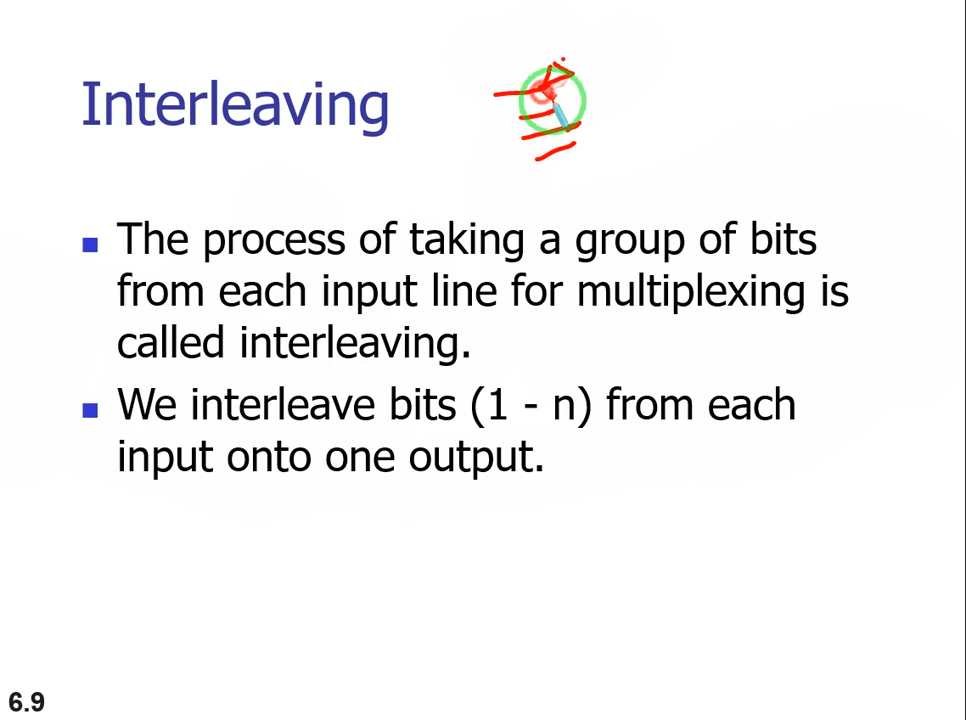 Interleaving
The process of taking a group of bits
from each input line for multiplexing is
called interleaving.
We interleave bits (1 - n) from each
input onto one output.
6.9